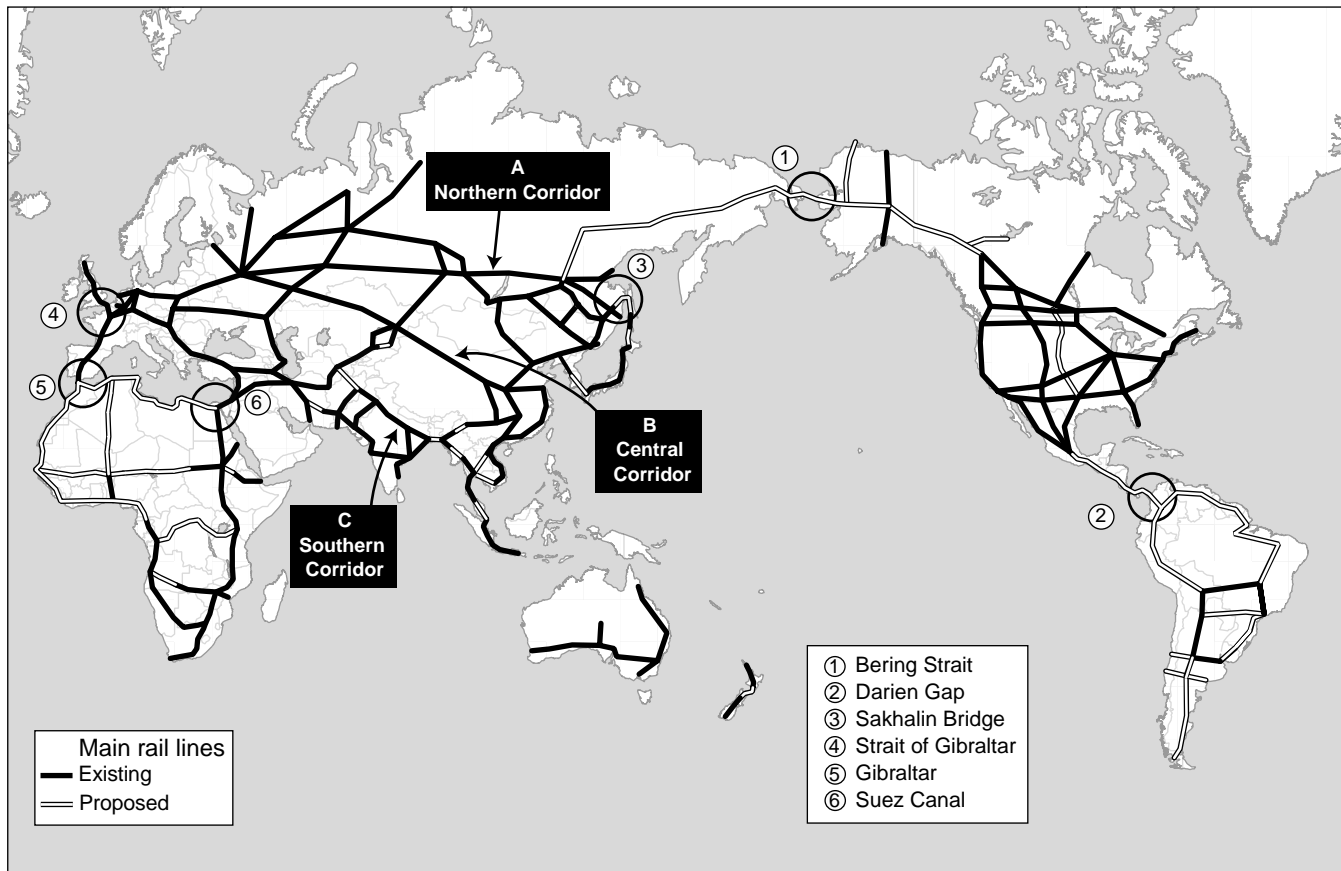 A
Northern Corridor
1
3
4
5
6
B
Central
Corridor
C
Southern
Corridor
2
Main rail lines
Existing
Proposed
1 Bering Strait
2 Darien Gap
3 Sakhalin Bridge
4 Strait of Gibraltar
5 Gibraltar
6 Suez Canal